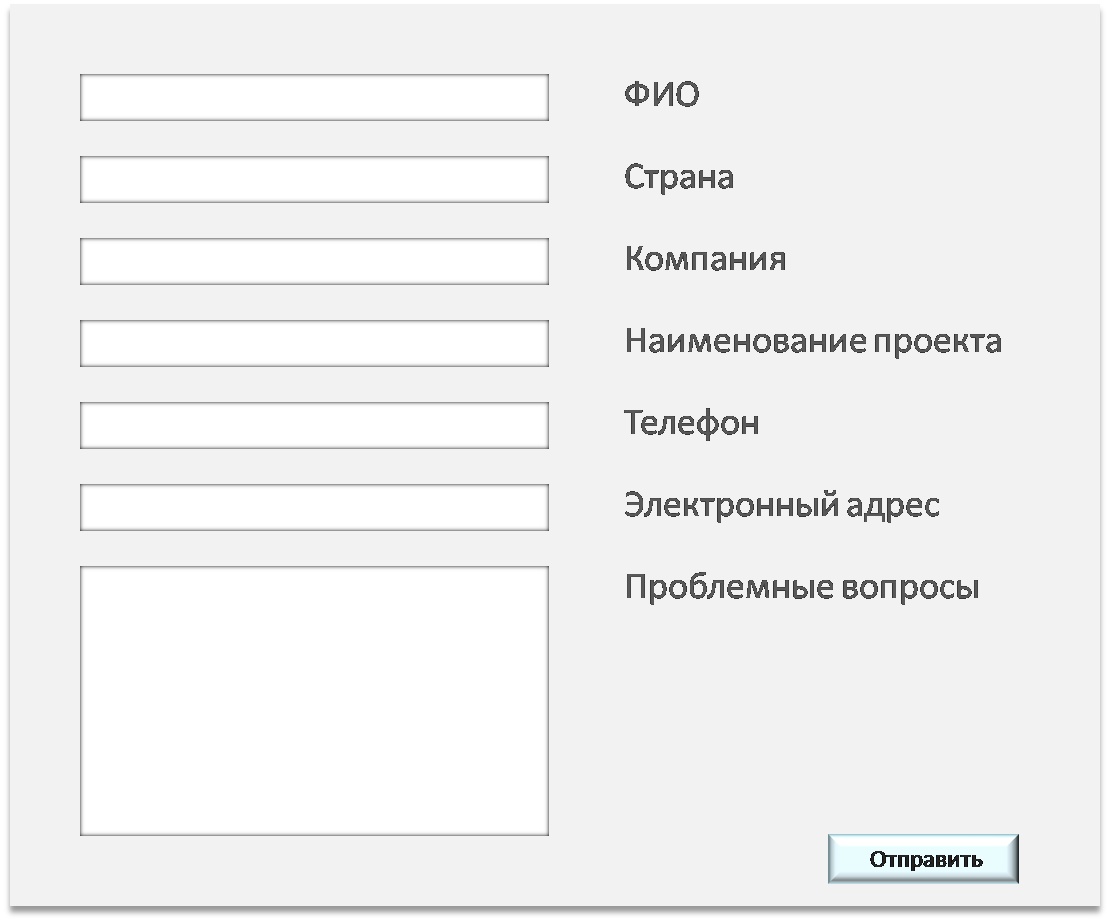 ФИО
Страна
Компания
Наименование проекта
Телефон
Электронный адрес
Проблемные вопросы
Отправить